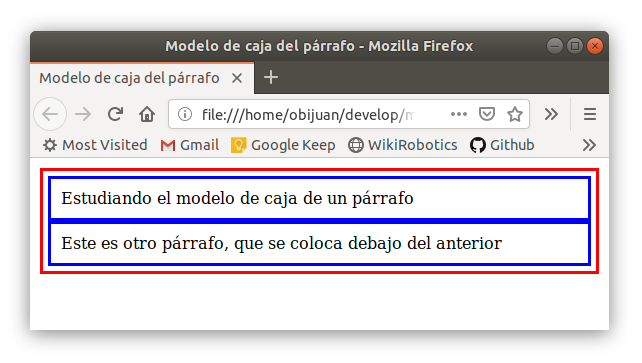 Modelo de caja del párrafo - Mozilla Firefox
Modelo de caja del párrafo
file:///home/obijuan/develop/m
Most Visited Gmail Google Keep WikiRobotics Github
Estudiando el modelo de caja de un párrafo
Este es otro párrafo, que se coloca debajo del anterior